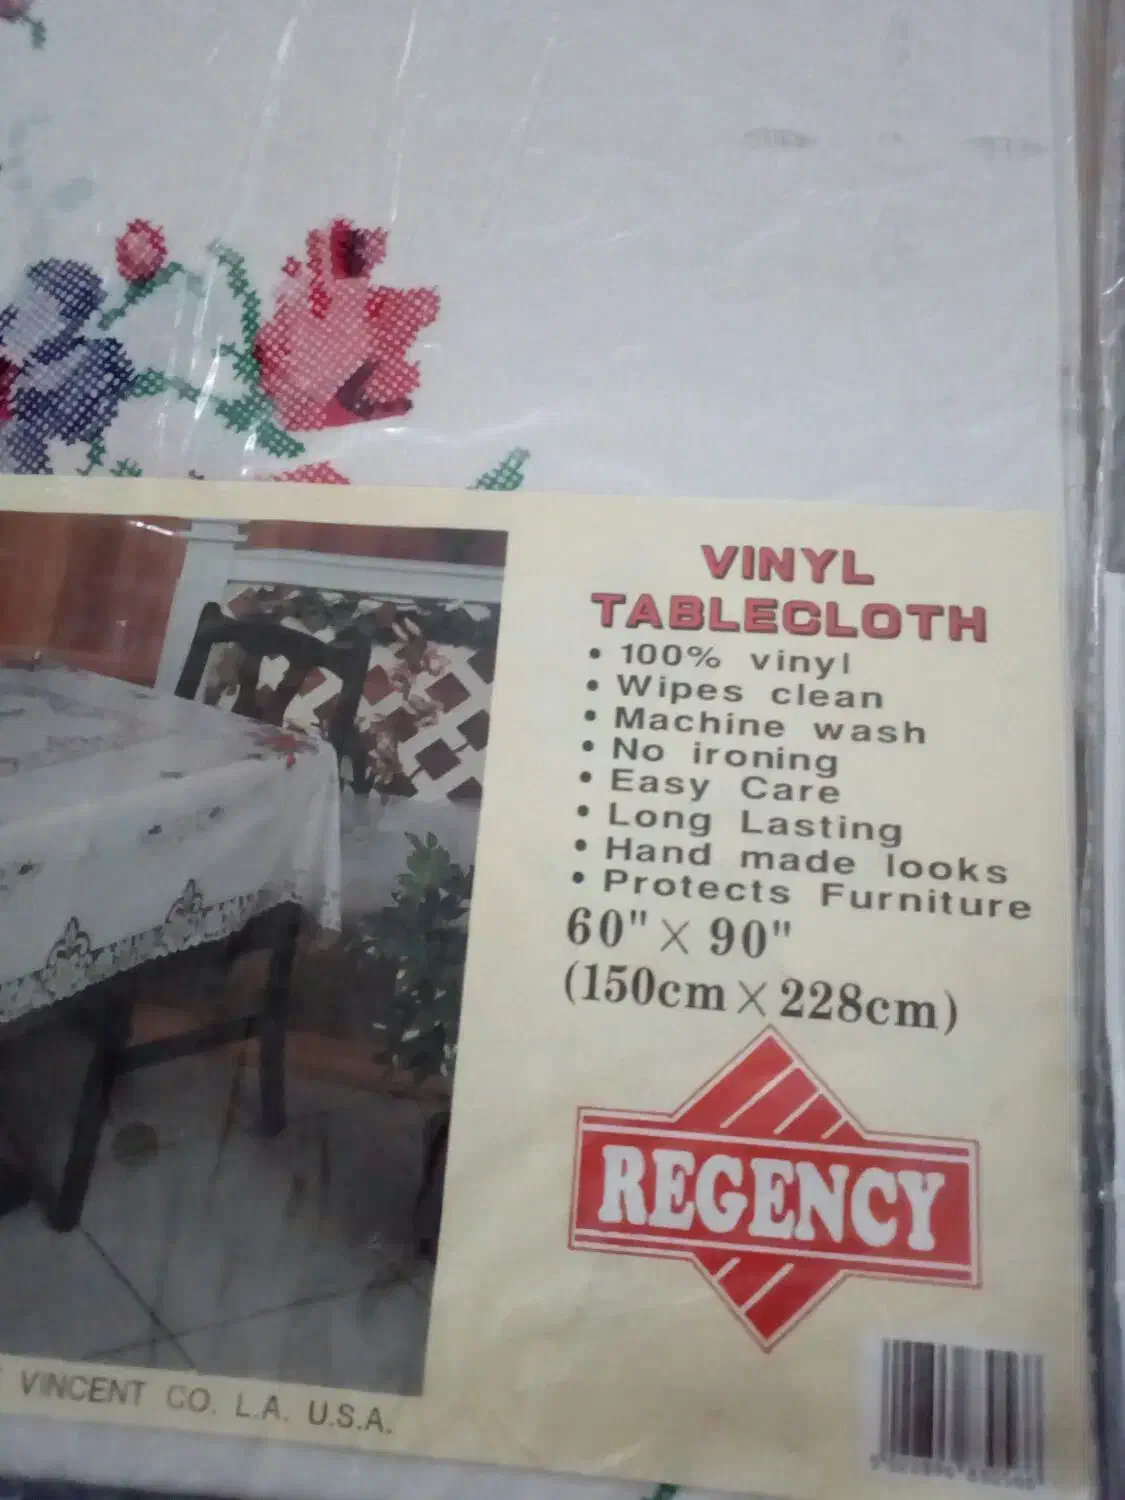 VINYL
TABLECLOTH
• 100% vinyl
• Wipes clean
• Machine wash
• No ironing
• Easy Care
• Long Lasting
• Hand made looks
• Protects Furniture
60" X 90"
(150cm X 228cm)
REGENCY
VINCENT CO. L.A. U.S.A.